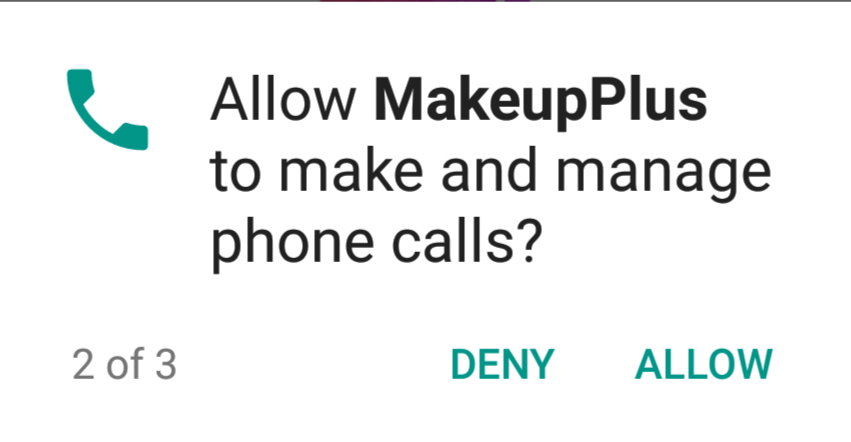 Allow MakeupPlus
to make and manage
phone calls?
2 of 3 DENY ALLOW